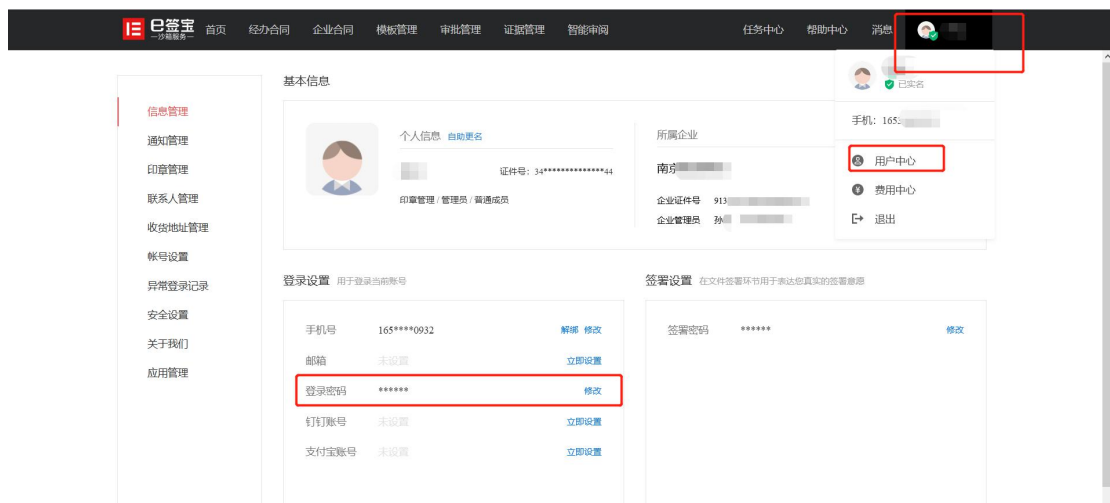 E 巳签宝 首页 经办合同 企业合同 模板管理 审批管理 证据管理 智能审阅 任务中心 帮助中心 消息
—沙箱服务—
已实名
手机: 165
用户中心
费用中心
退出
信息管理
通知管理
印章管理
联系人管理
收货地址管理
帐号设置
异常登录记录
安全设置
关于我们
应用管理
基本信息
个人信息 自助更名
证件号: 34**************44
印章管理 / 管理员 / 普通成员
所属企业
南京
企业证件号 913
企业管理员 孙
登录设置 用于登录当前账号
手机号 165****0932 解绑 修改
邮箱 未设置 立即设置
登录密码 ****** 修改
钉钉账号 未设置 立即设置
支付宝账号 未设置 立即设置
签署设置 在文件签署环节用于表达您真实的签署意愿
签署密码 ****** 修改